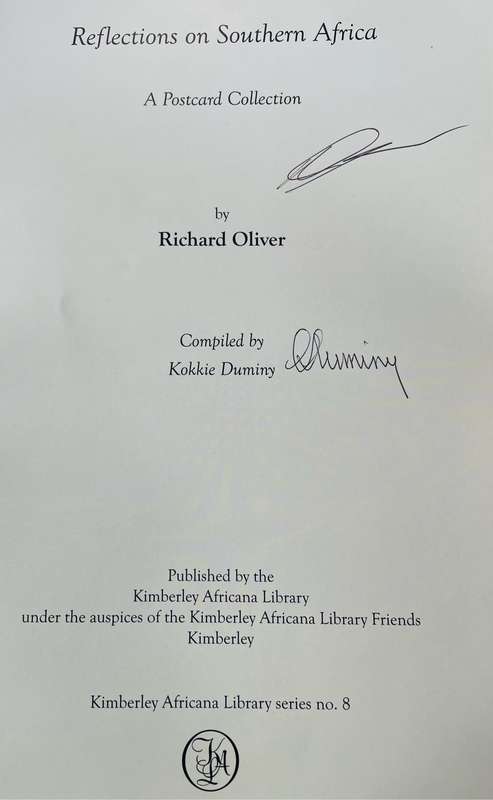 Reflections on Southern Africa
A Postcard Collection
by
Richard Oliver
Compiled by
Kokkie Duminy
Duminy
Published by the
Kimberley Africana Library
under the auspices of the Kimberley Africana Library Friends
Kimberley
Kimberley Africana Library series no. 8